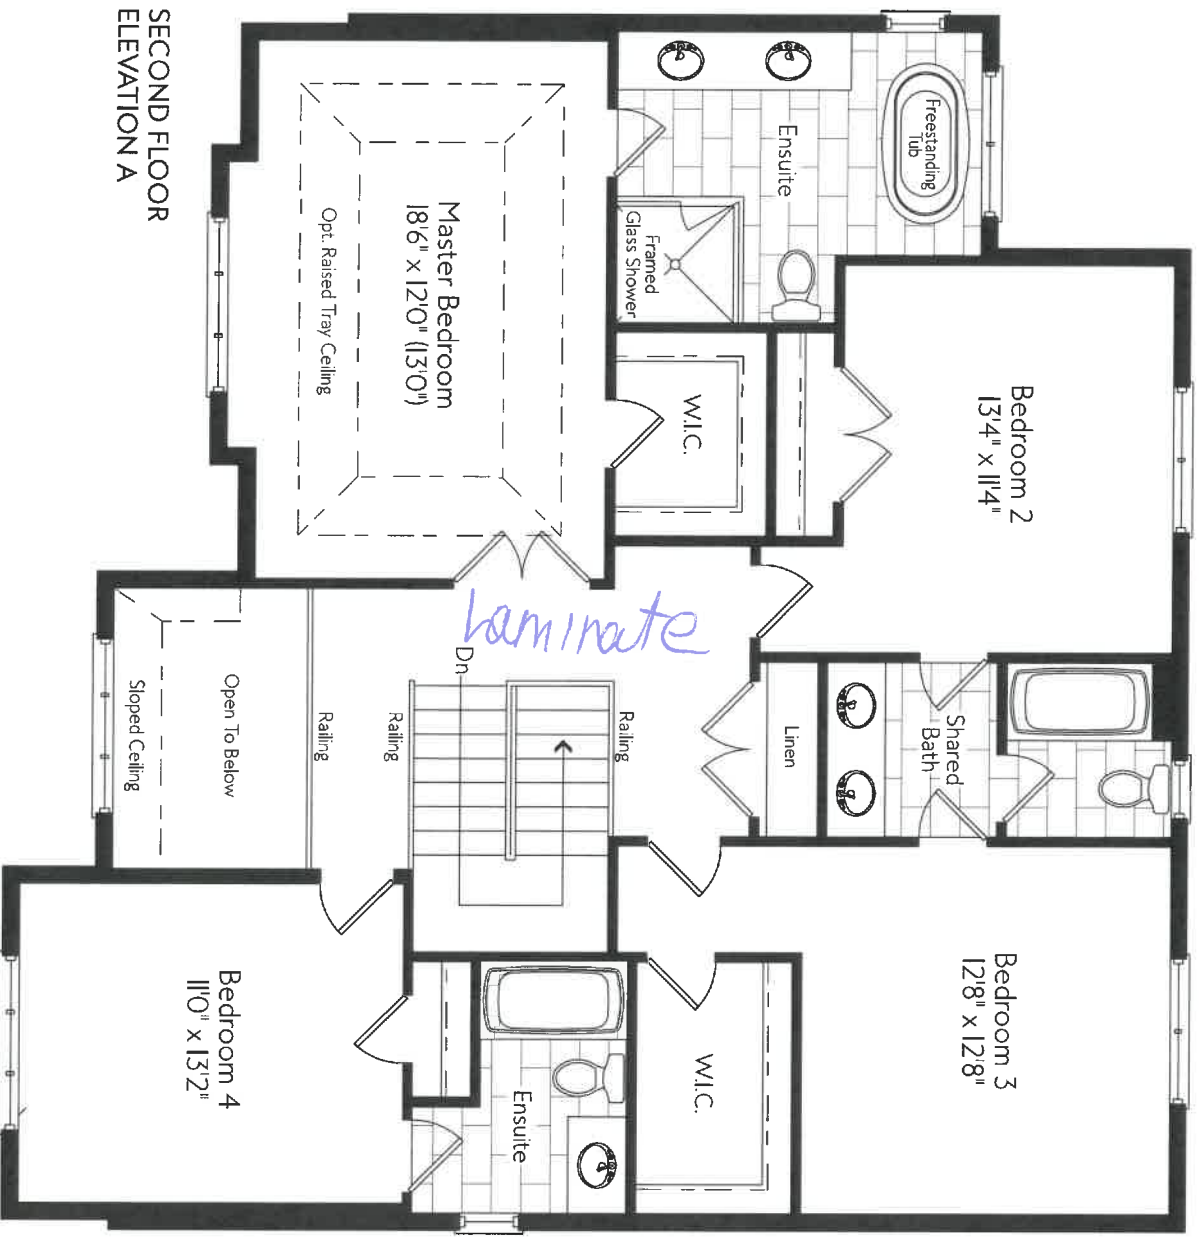 SECOND FLOOR
ELEVATION A
Freestanding
Tub
Ensuite
Framed
Glass Shower
Master Bedroom
18'6" x 12'0" (13'0")
Opt. Raised Tray Ceiling
W.I.C.
Bedroom 2
13'4" x 11'4"
Laminate
Dn
Railing
Railing
Railing
Open To Below
Sloped Ceiling
Linen
Shared
Bath
Bedroom 3
12'8" x 12'8"
W.I.C.
Ensuite
Bedroom 4
11'0" x 13'2"